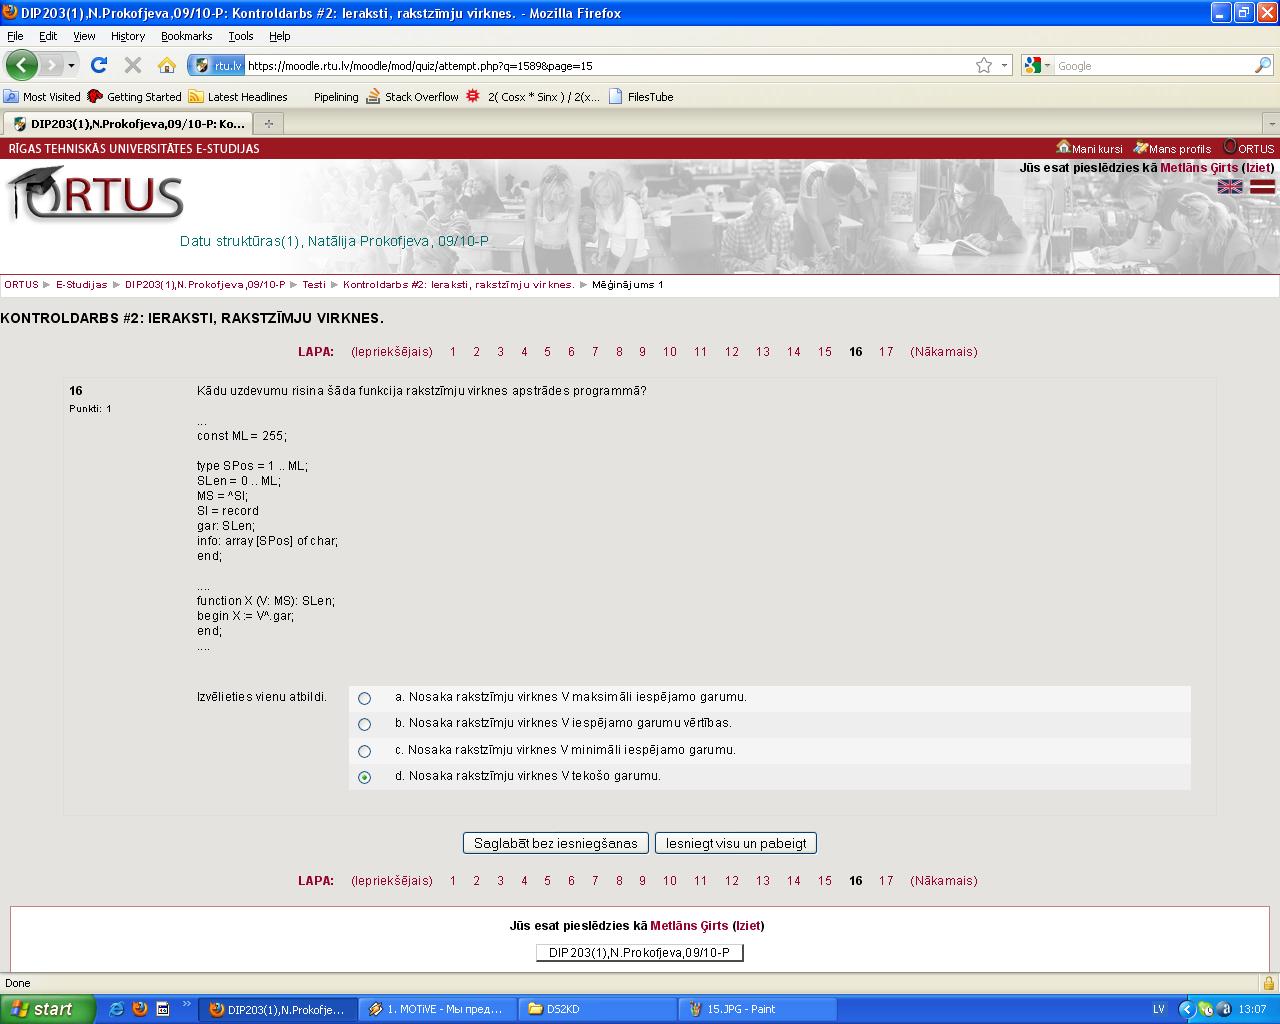 DIP203(1),N.Prokofjeva,09/10-P: Kontroldarbs #2: Ieraksti, rakstzīmju virknes. - Mozilla Firefox
File Edit View History Bookmarks Tools Help
rtu.lv https://moodle.rtu.lv/moodle/mod/quiz/attempt.php?q=1589&page=15 Google
Most Visited Getting Started Latest Headlines Pipelining Stack Overflow 2( Cosx * Sinx ) / 2(x... FilesTube
DIP203(1),N.Prokofjeva,09/10-P: Ko...
RĪGAS TEHNISKĀS UNIVERSITĀTES E-STUDIJAS Mani kursi Mans profils ORTUS
Jūs esat pieslēdzies kā Metlāns Ģirts (Iziet)
ORTUS
Datu struktūras(1), Natālija Prokofjeva, 09/10-P
ORTUS ► E-Studijas ► DIP203(1),N.Prokofjeva,09/10-P ► Testi ► Kontroldarbs #2: Ieraksti, rakstzīmju virknes. ► Mēģinājums 1
KONTROLDARBS #2: IERAKSTI, RAKSTZĪMJU VIRKNES.
LAPA: (Iepriekšējais) 1 2 3 4 5 6 7 8 9 10 11 12 13 14 15 16 17 (Nākamais)
16
Punkti: 1
Kādu uzdevumu risina šāda funkcija rakstzīmju virknes apstrādes programmā?
...
const ML = 255;
type SPos = 1 .. ML;
SLen = 0 .. ML;
MS = ^SI;
SI = record
gar: SLen;
info: array [SPos] of char;
end;
....
function X (V: MS): SLen;
begin X := V^.gar;
end;
....
Izvēlieties vienu atbildi.
a. Nosaka rakstzīmju virknes V maksimāli iespējamo garumu.
b. Nosaka rakstzīmju virknes V iespējamo garumu vērtības.
c. Nosaka rakstzīmju virknes V minimāli iespējamo garumu.
d. Nosaka rakstzīmju virknes V tekošo garumu.
Saglabāt bez iesniegšanas Iesniegt visu un pabeigt
LAPA: (Iepriekšējais) 1 2 3 4 5 6 7 8 9 10 11 12 13 14 15 16 17 (Nākamais)
Jūs esat pieslēdzies kā Metlāns Ģirts (Iziet)
DIP203(1),N.Prokofjeva,09/10-P
Done
start DIP203(1),N.Prokofje... 1. MOTiVE - Мы пред... DS2KD 15.JPG - Paint LV 13:07